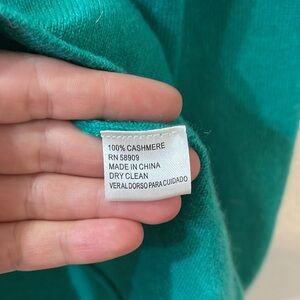 100% CASHMERE
RN 58909
MADE IN CHINA
DRY CLEAN
VER AL DORSO PARA CUIDADO